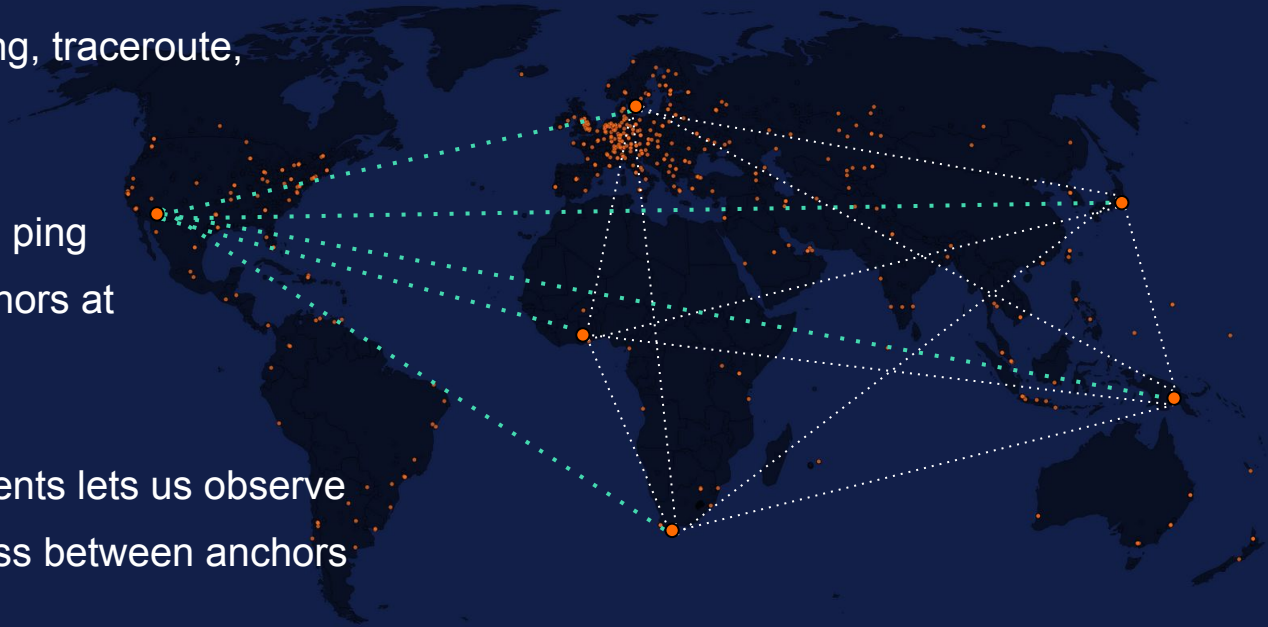 ng, traceroute,
ping
hors at
ents lets us observe
ss between anchors